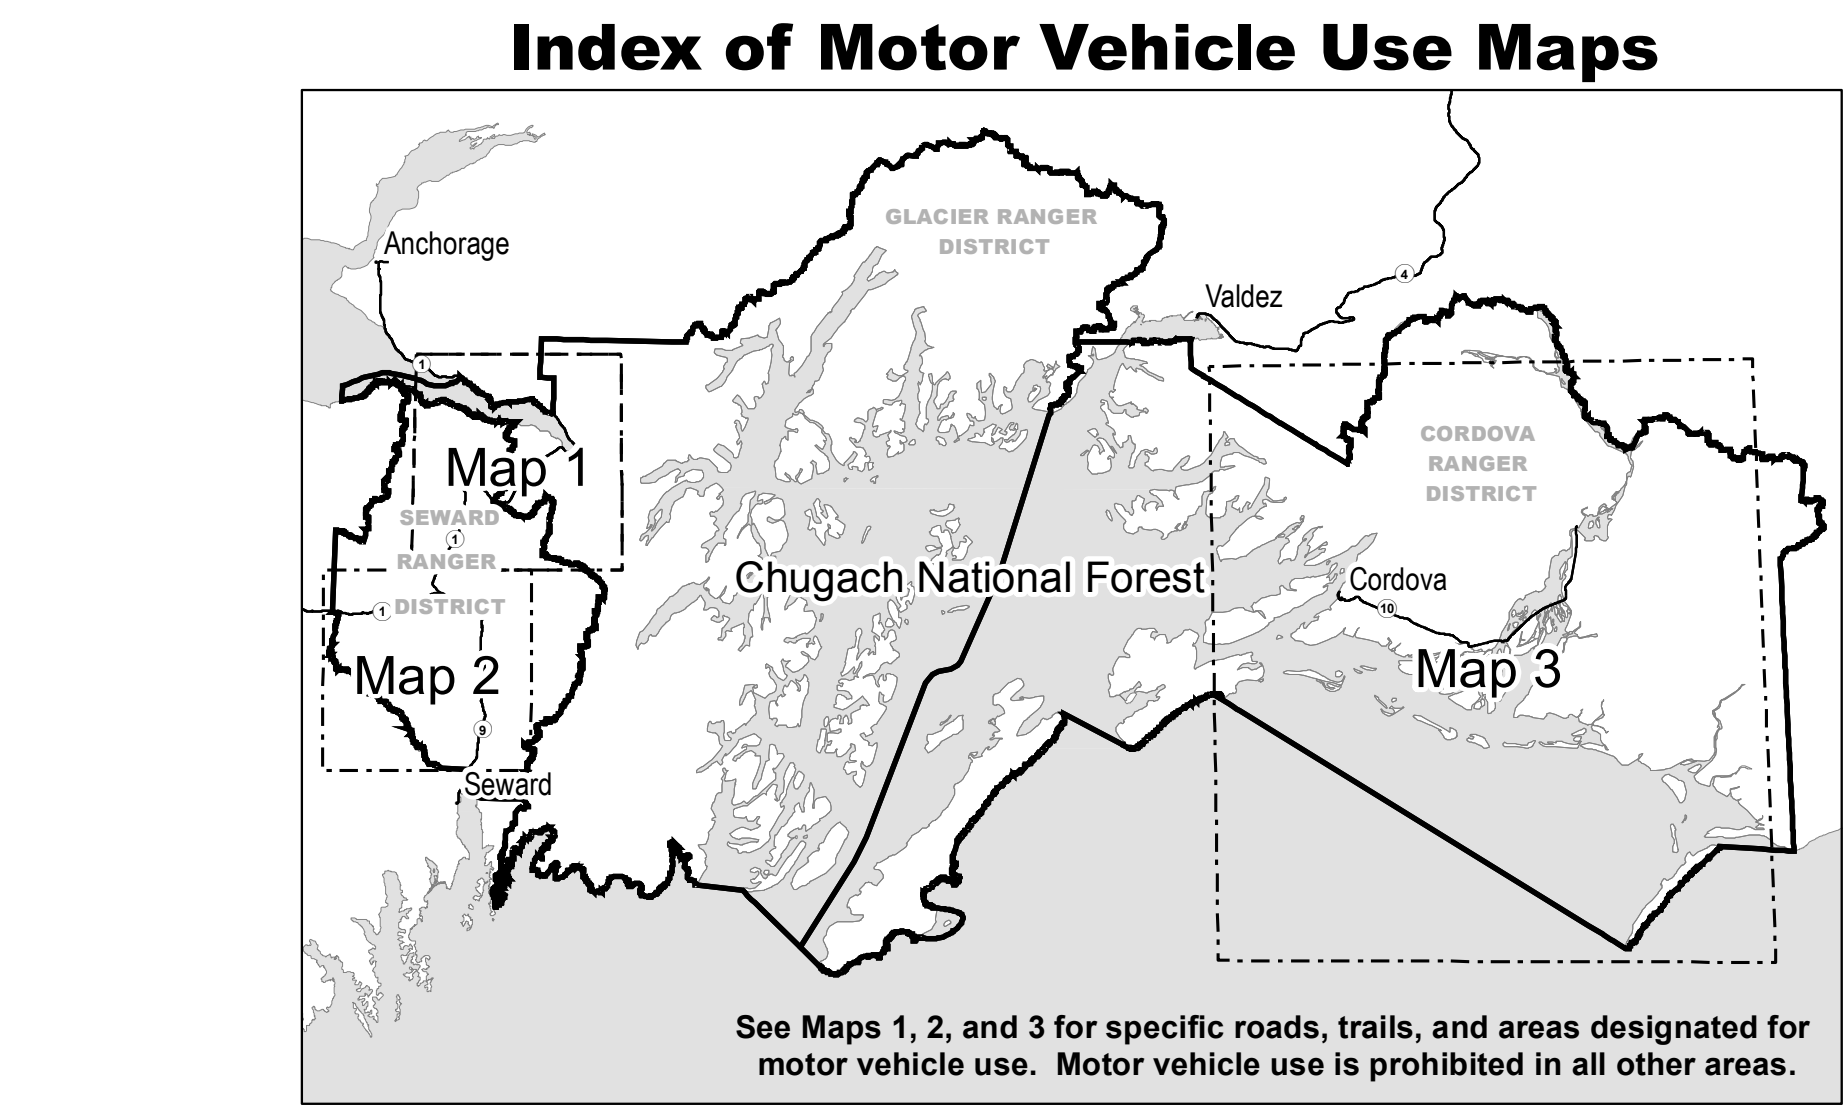 Index of Motor Vehicle Use Maps
GLACIER RANGER
DISTRICT
Anchorage
4
Valdez
1
CORDOVA
RANGER
DISTRICT
Map 1
SEWARD
1
RANGER
Chugach National Forest
Cordova
1
DISTRICT
10
Map 2
Map 3
9
Seward
See Maps 1, 2, and 3 for specific roads, trails, and areas designated for
motor vehicle use. Motor vehicle use is prohibited in all other areas.